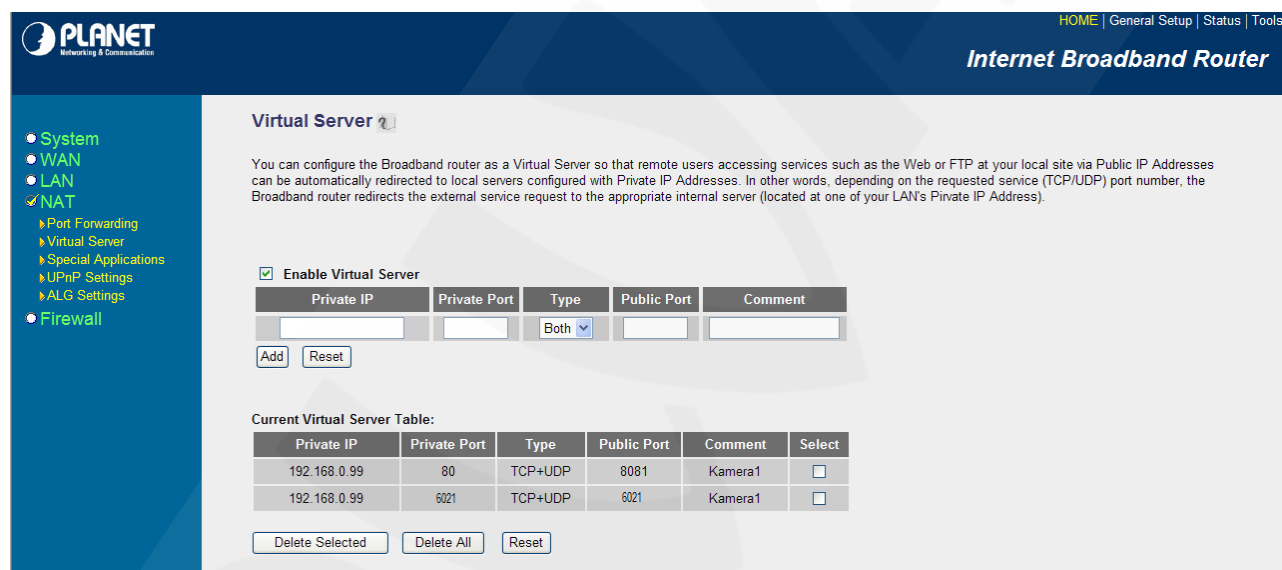 PLANET
Networking & Communication
HOME | General Setup | Status | Tools
Internet Broadband Router
System
WAN
LAN
NAT
Port Forwarding
Virtual Server
Special Applications
UPnP Settings
ALG Settings
Firewall
Virtual Server
You can configure the Broadband router as a Virtual Server so that remote users accessing services such as the Web or FTP at your local site via Public IP Addresses
can be automatically redirected to local servers configured with Private IP Addresses. In other words, depending on the requested service (TCP/UDP) port number, the
Broadband router redirects the external service request to the appropriate internal server (located at one of your LAN's Pirvate IP Address).
Enable Virtual Server
Private IP Private Port Type Public Port Comment
Both
Add Reset
Current Virtual Server Table:
Private IP Private Port Type Public Port Comment Select
192.168.0.99 80 TCP+UDP 8081 Kamera1
192.168.0.99 6021 TCP+UDP 6021 Kamera1
Delete Selected Delete All Reset